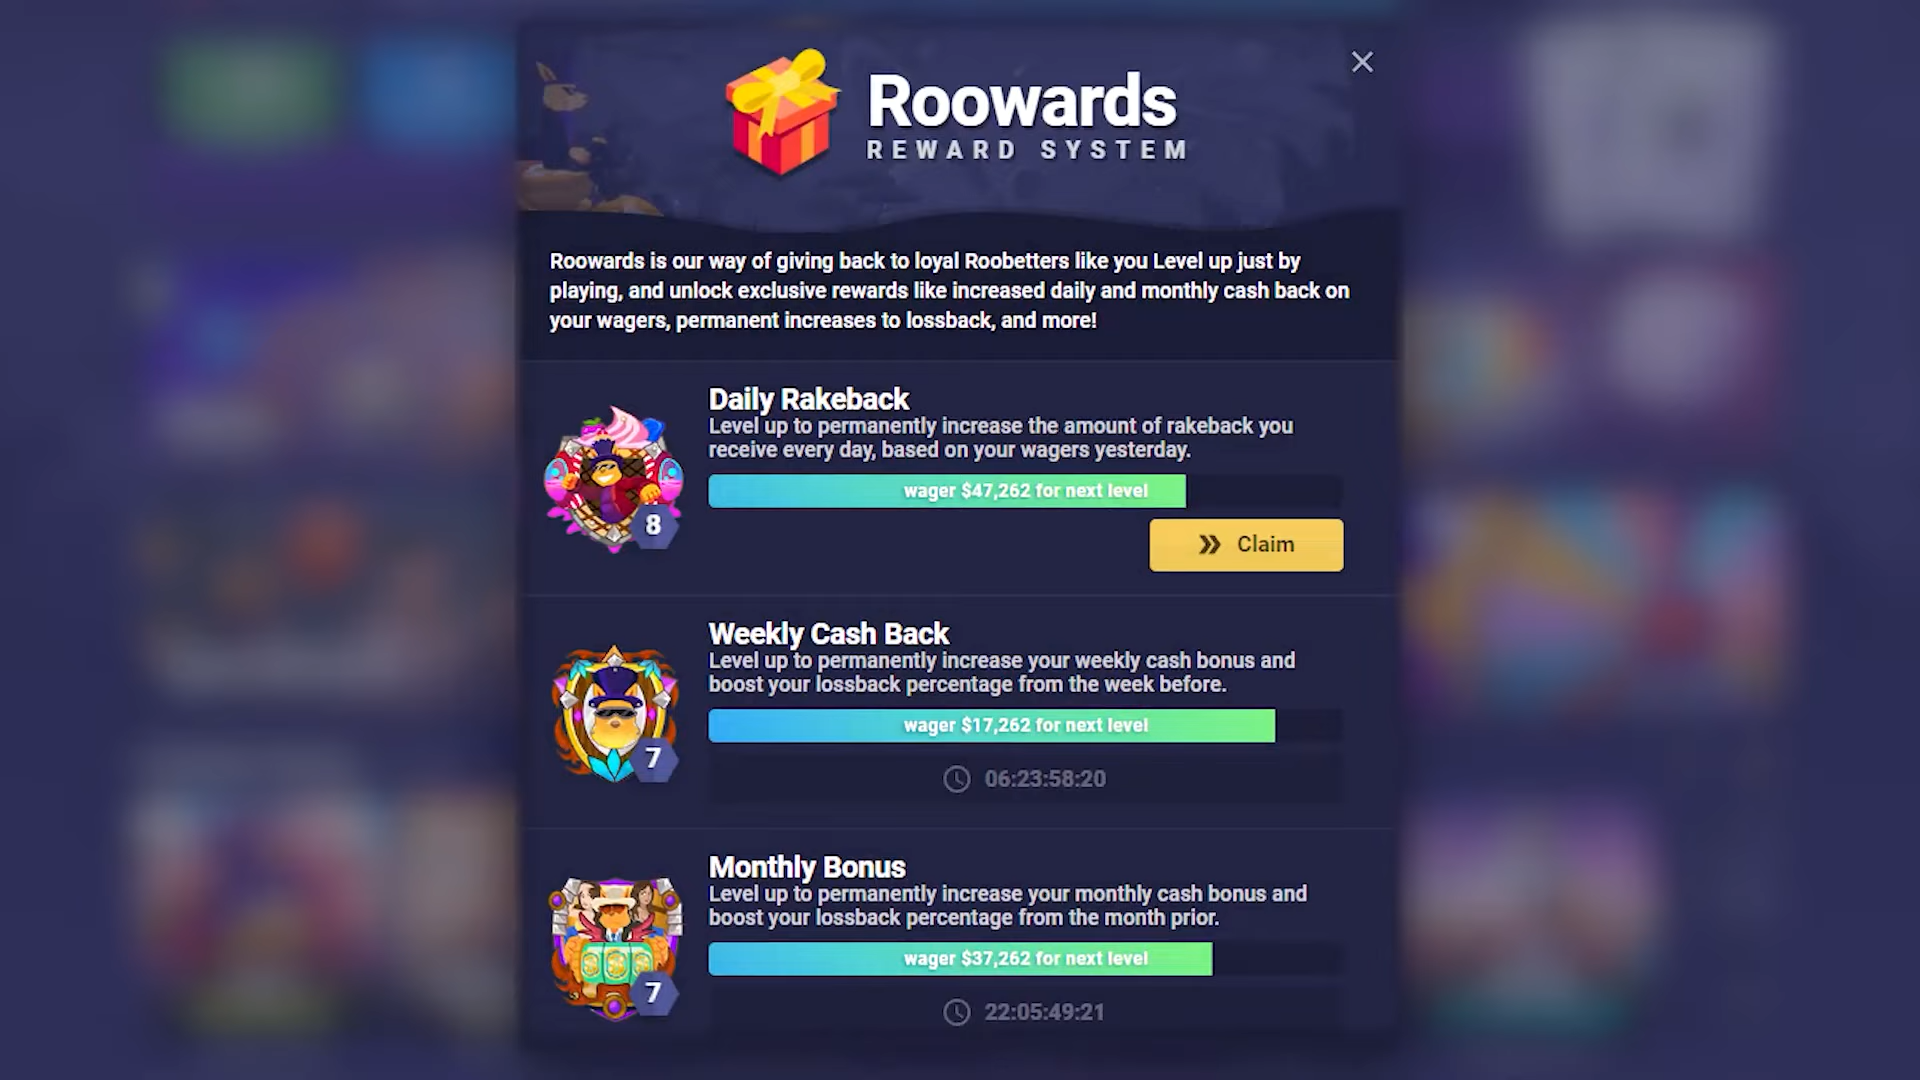 Roowards
REWARD SYSTEM
Roowards is our way of giving back to loyal Roobetters like you Level up just by
playing, and unlock exclusive rewards like increased daily and monthly cash back on
your wagers, permanent increases to lossback, and more!
Daily Rakeback
Level up to permanently increase the amount of rakeback you
receive every day, based on your wagers yesterday.
wager $47,262 for next level
8
Claim
Weekly Cash Back
Level up to permanently increase your weekly cash bonus and
boost your lossback percentage from the week before.
wager $17,262 for next level
7
06:23:58:20
Monthly Bonus
Level up to permanently increase your monthly cash bonus and
boost your lossback percentage from the month prior.
wager $37,262 for next level
7
22:05:49:21